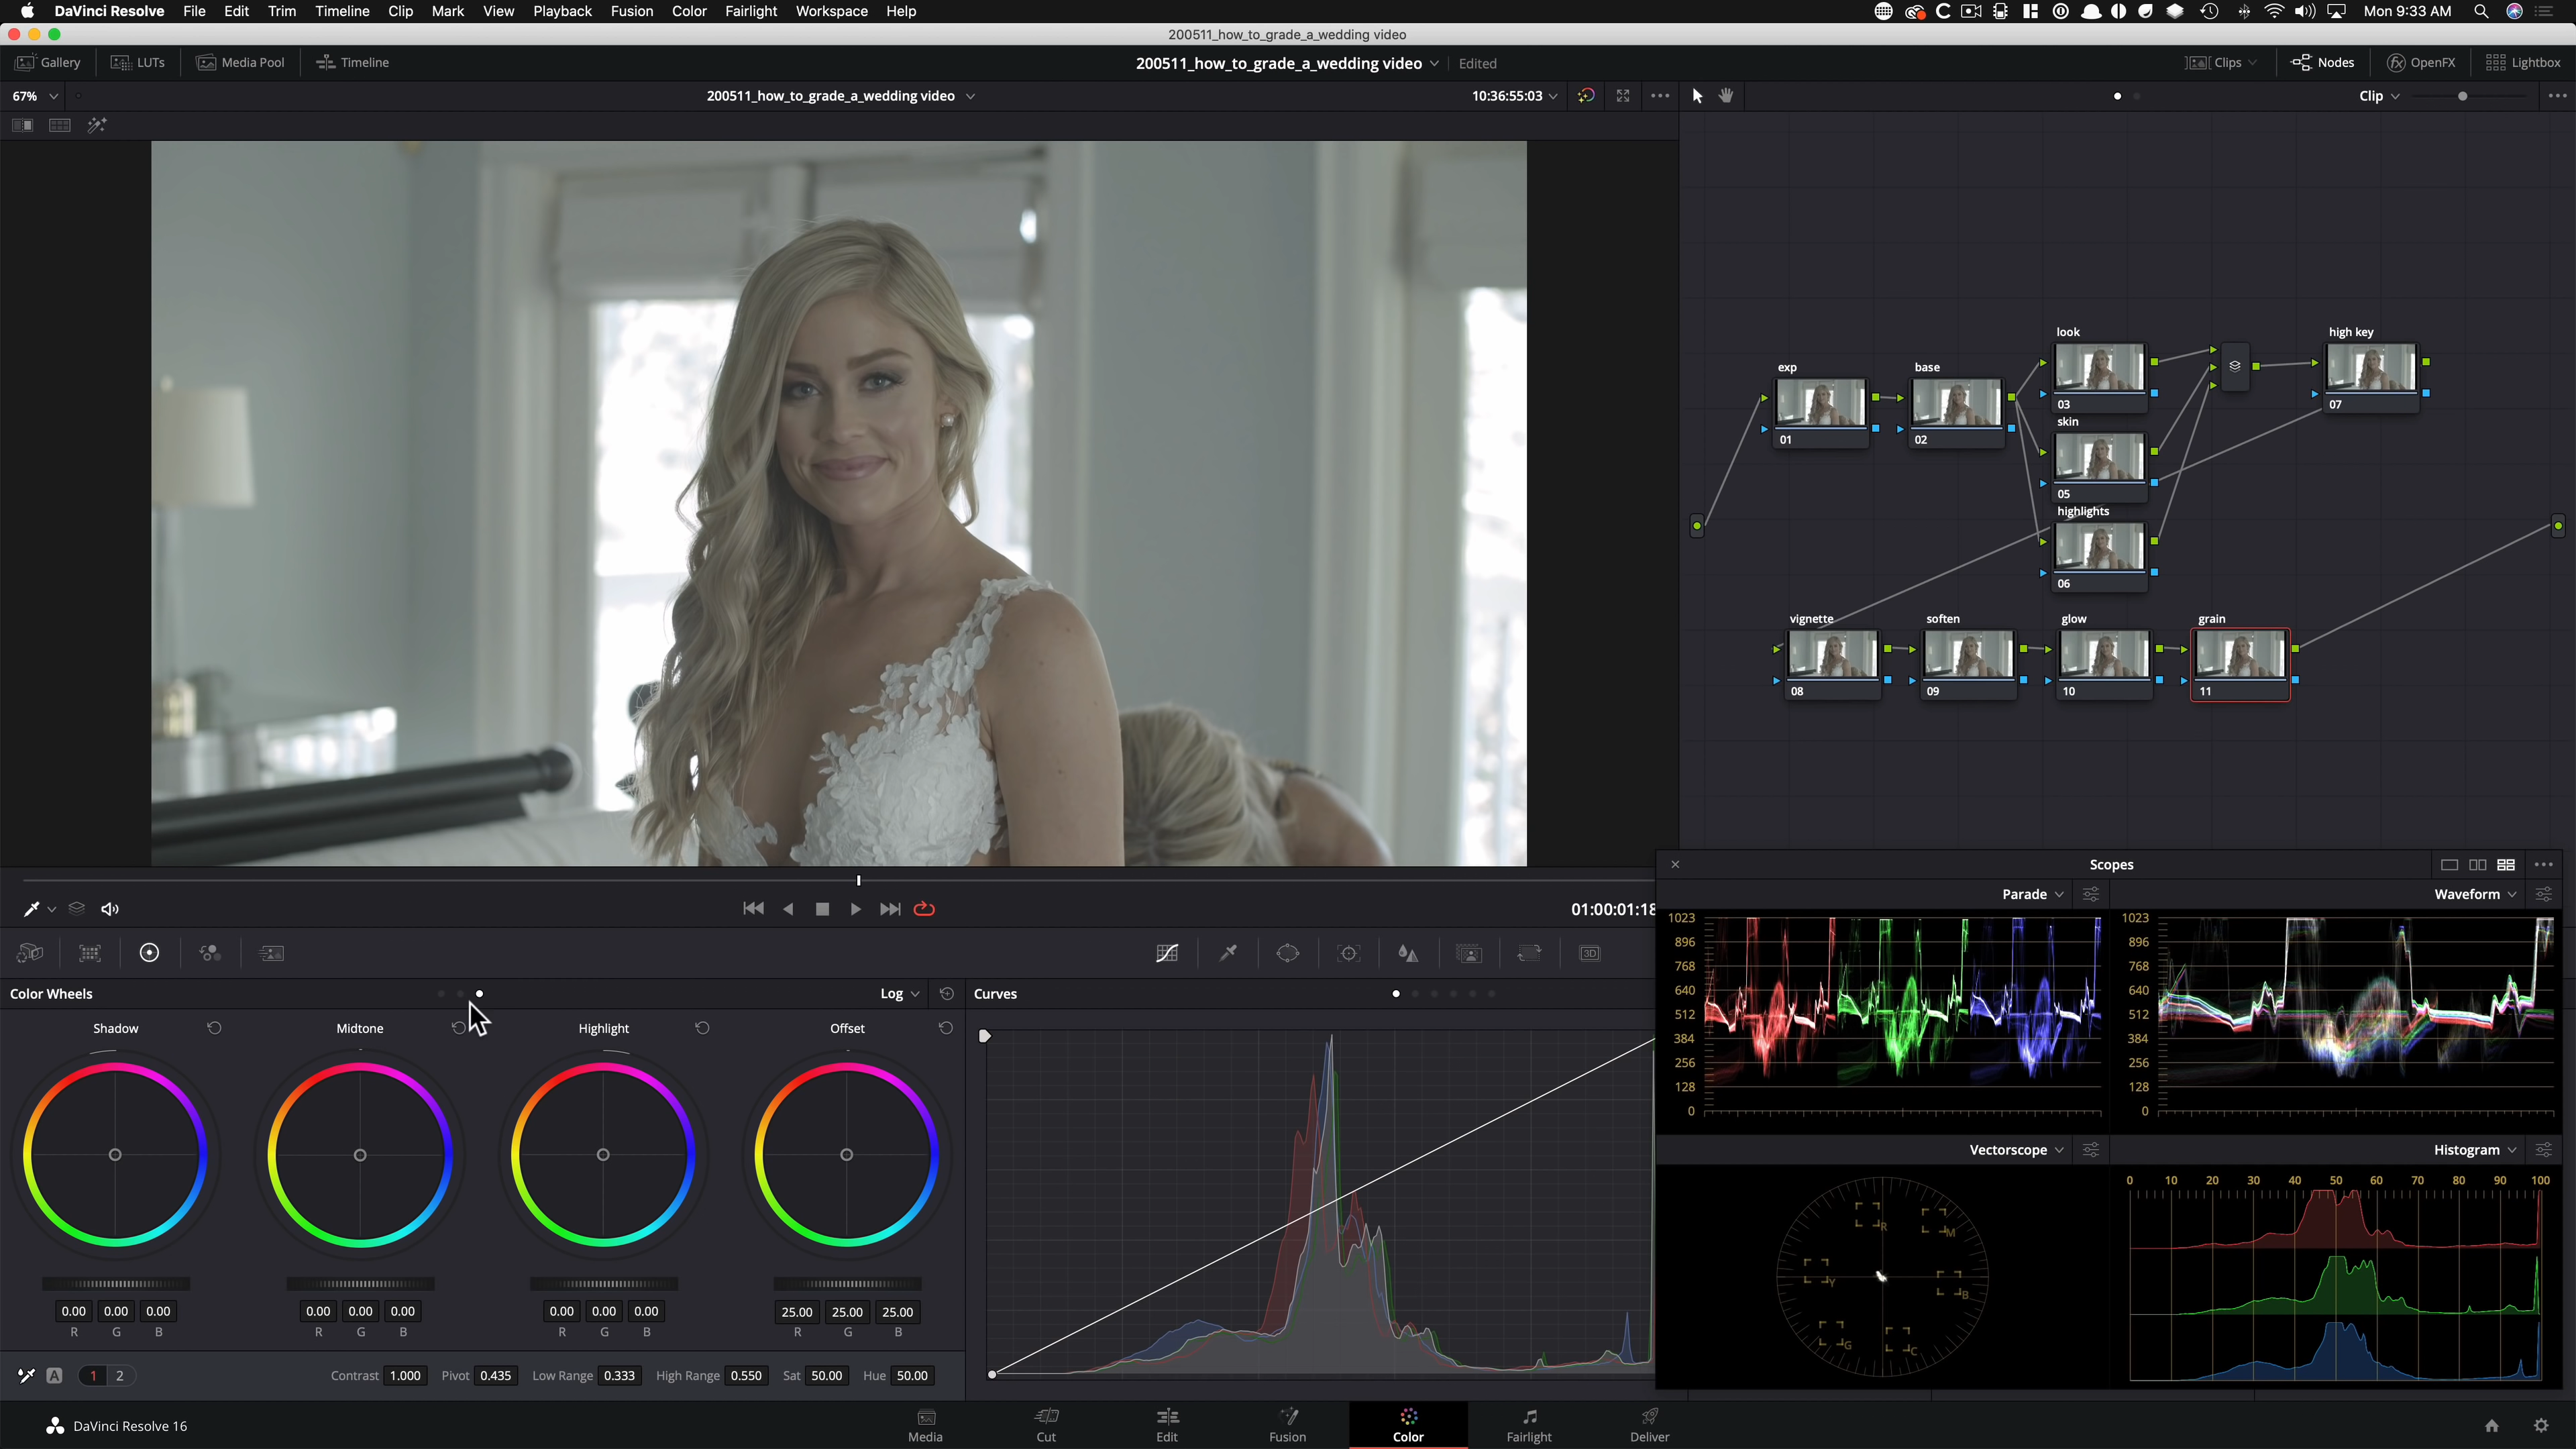 DaVinci Resolve File Edit Trim Timeline Clip Mark View Playback Fusion Color Fairlight Workspace Help Mon 9:33 AM
200511_how_to_grade_a_wedding video
Gallery LUTs Media Pool Timeline 200511_how_to_grade_a_wedding video Edited Clips Nodes OpenFX Lightbox
67% 200511_how_to_grade_a_wedding video 10:36:55:03 Clip
look high key
exp base
03 07
skin
01 02
05
highlights
06
vignette soften glow grain
08 09 10 11
Scopes
Parade Waveform
01:00:01:18
1023 1023
896 896
768 768
640 640
512 512
384 384
256 256
128 128
0 0
Color Wheels Log Curves
Shadow Midtone Highlight Offset
Vectorscope Histogram
0 10 20 30 40 50 60 70 80 90 100
R M
Y B
G C
0.00 0.00 0.00 0.00 0.00 0.00 0.00 0.00 0.00 25.00 25.00 25.00
R G B R G B R G B R G B
A 1 2 Contrast 1.000 Pivot 0.435 Low Range 0.333 High Range 0.550 Sat 50.00 Hue 50.00
DaVinci Resolve 16 Media Cut Edit Fusion Color Fairlight Deliver
3D